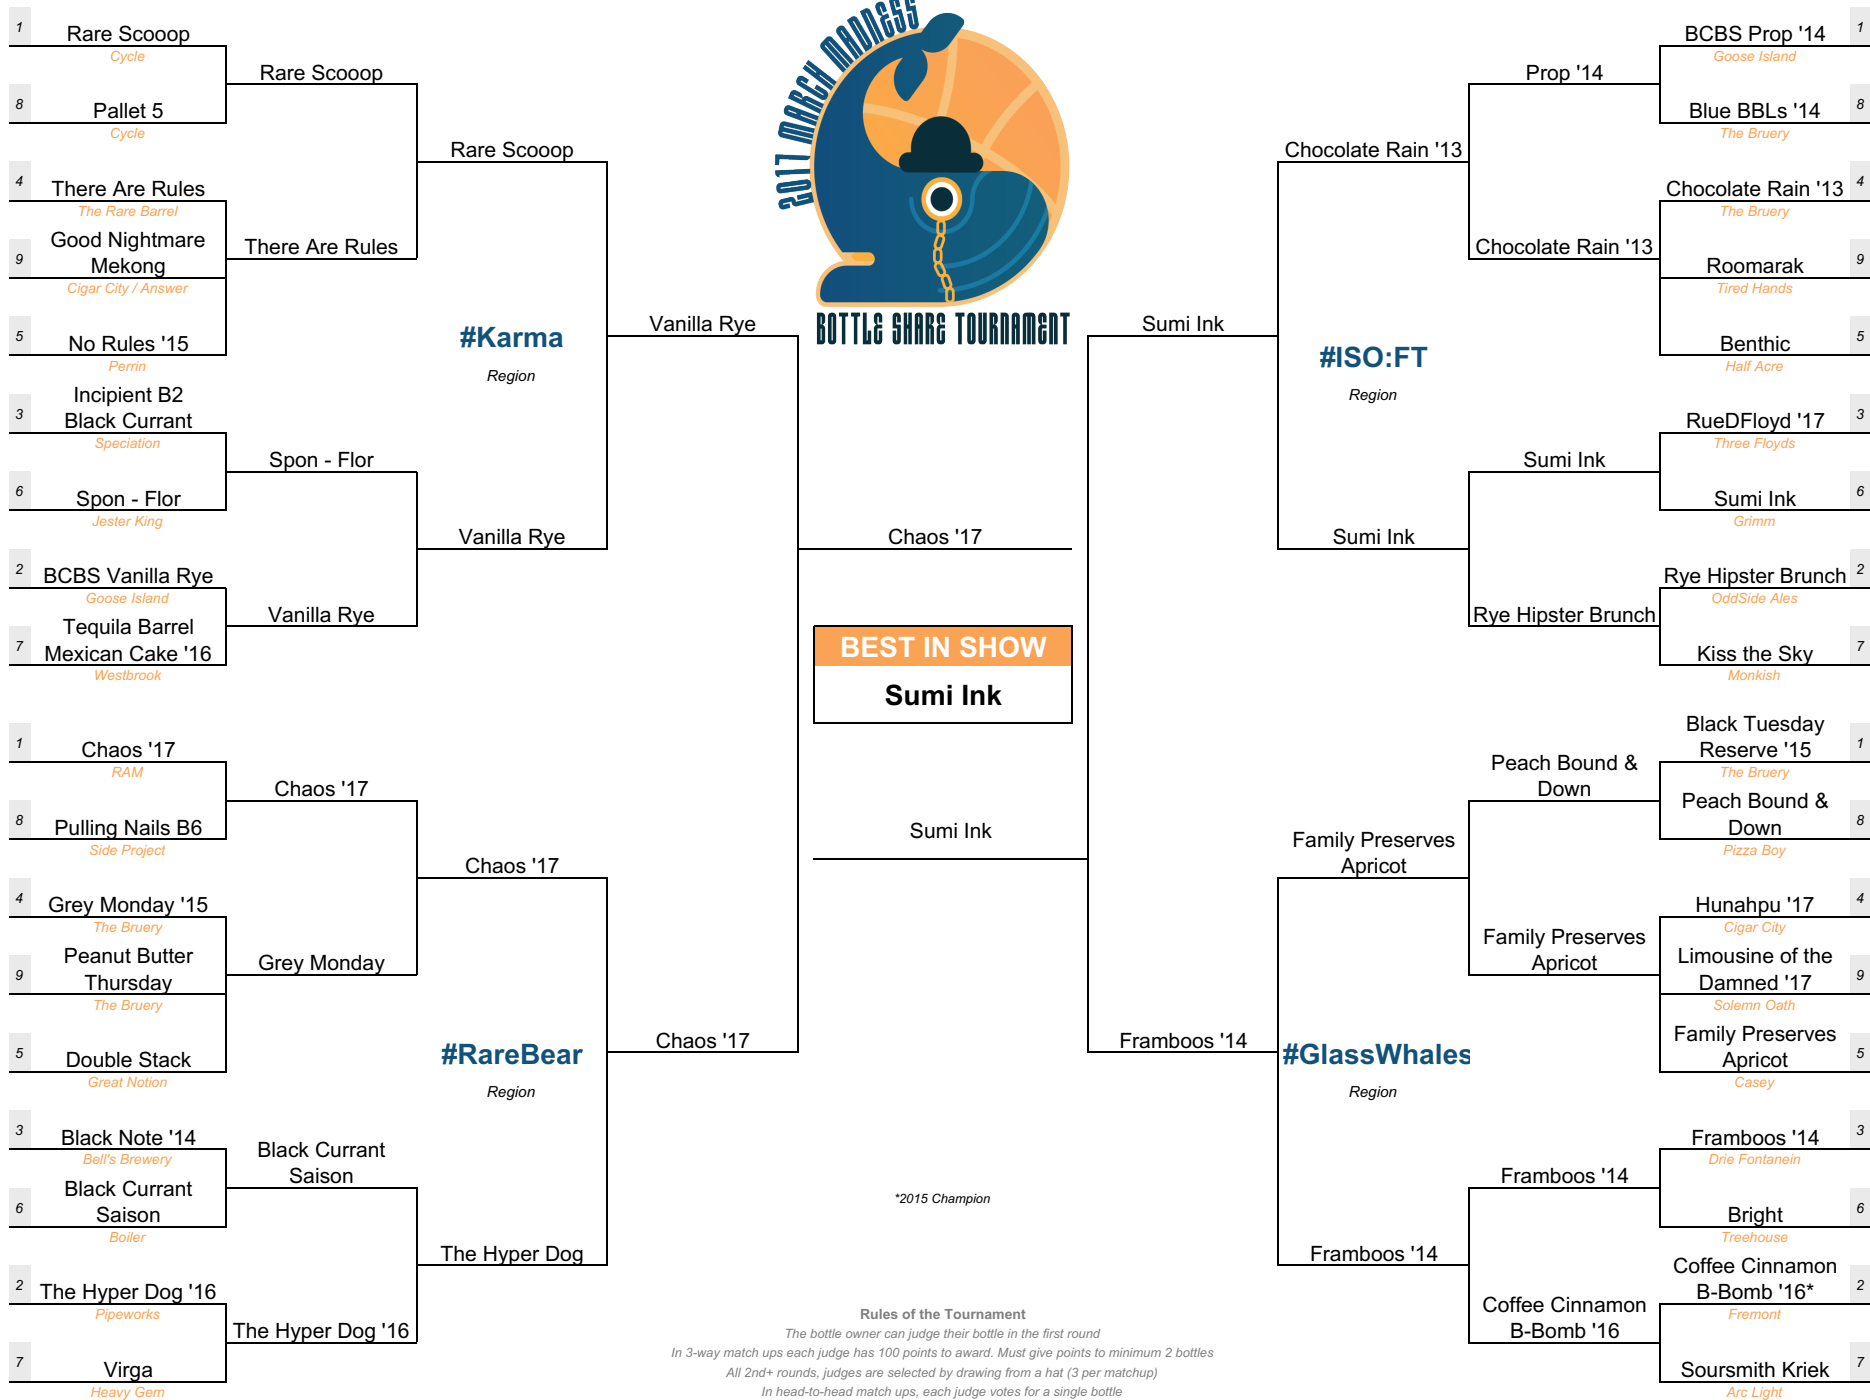 2017 MARCH MADNESS
BOTTLE SHARE TOURNAMENT
1
Rare Scooop
Cycle
8
Pallet 5
Cycle
4
There Are Rules
The Rare Barrel
9
Good Nightmare
Mekong
Cigar City / Answer
5
No Rules '15
Perrin
3
Incipient B2
Black Currant
Speciation
6
Spon - Flor
Jester King
2
BCBS Vanilla Rye
Goose Island
7
Tequila Barrel
Mexican Cake '16
Westbrook
Rare Scooop
There Are Rules
Spon - Flor
Vanilla Rye
Rare Scooop
Vanilla Rye
#Karma
Region
Vanilla Rye
1
Chaos '17
RAM
8
Pulling Nails B6
Side Project
4
Grey Monday '15
The Bruery
9
Peanut Butter
Thursday
The Bruery
5
Double Stack
Great Notion
3
Black Note '14
Bell's Brewery
6
Black Currant
Saison
Boiler
2
The Hyper Dog '16
Pipeworks
7
Virga
Heavy Gem
Chaos '17
Grey Monday
Black Currant
Saison
The Hyper Dog '16
Chaos '17
The Hyper Dog
#RareBear
Region
Chaos '17
Chaos '17
BEST IN SHOW
Sumi Ink
Sumi Ink
*2015 Champion
BCBS Prop '14
1
Goose Island
Blue BBLs '14
8
The Bruery
Chocolate Rain '13
4
The Bruery
Roomarak
9
Tired Hands
Benthic
5
Half Acre
RueDFloyd '17
3
Three Floyds
Sumi Ink
6
Grimm
Rye Hipster Brunch
2
OddSide Ales
Kiss the Sky
7
Monkish
Prop '14
Chocolate Rain '13
Sumi Ink
Rye Hipster Brunch
Chocolate Rain '13
Sumi Ink
#ISO:FT
Region
Sumi Ink
Black Tuesday
Reserve '15
1
The Bruery
Peach Bound &
Down
8
Pizza Boy
Hunahpu '17
4
Cigar City
Limousine of the
Damned '17
9
Solemn Oath
Family Preserves
Apricot
5
Casey
Framboos '14
3
Drie Fontanein
Bright
6
Treehouse
Coffee Cinnamon
B-Bomb '16*
2
Fremont
Soursmith Kriek
7
Arc Light
Peach Bound &
Down
Family Preserves
Apricot
Framboos '14
Coffee Cinnamon
B-Bomb '16
Family Preserves
Apricot
Framboos '14
#GlassWhales
Region
Framboos '14
Rules of the Tournament
The bottle owner can judge their bottle in the first round
In 3-way match ups each judge has 100 points to award. Must give points to minimum 2 bottles
All 2nd+ rounds, judges are selected by drawing from a hat (3 per matchup)
In head-to-head match ups, each judge votes for a single bottle